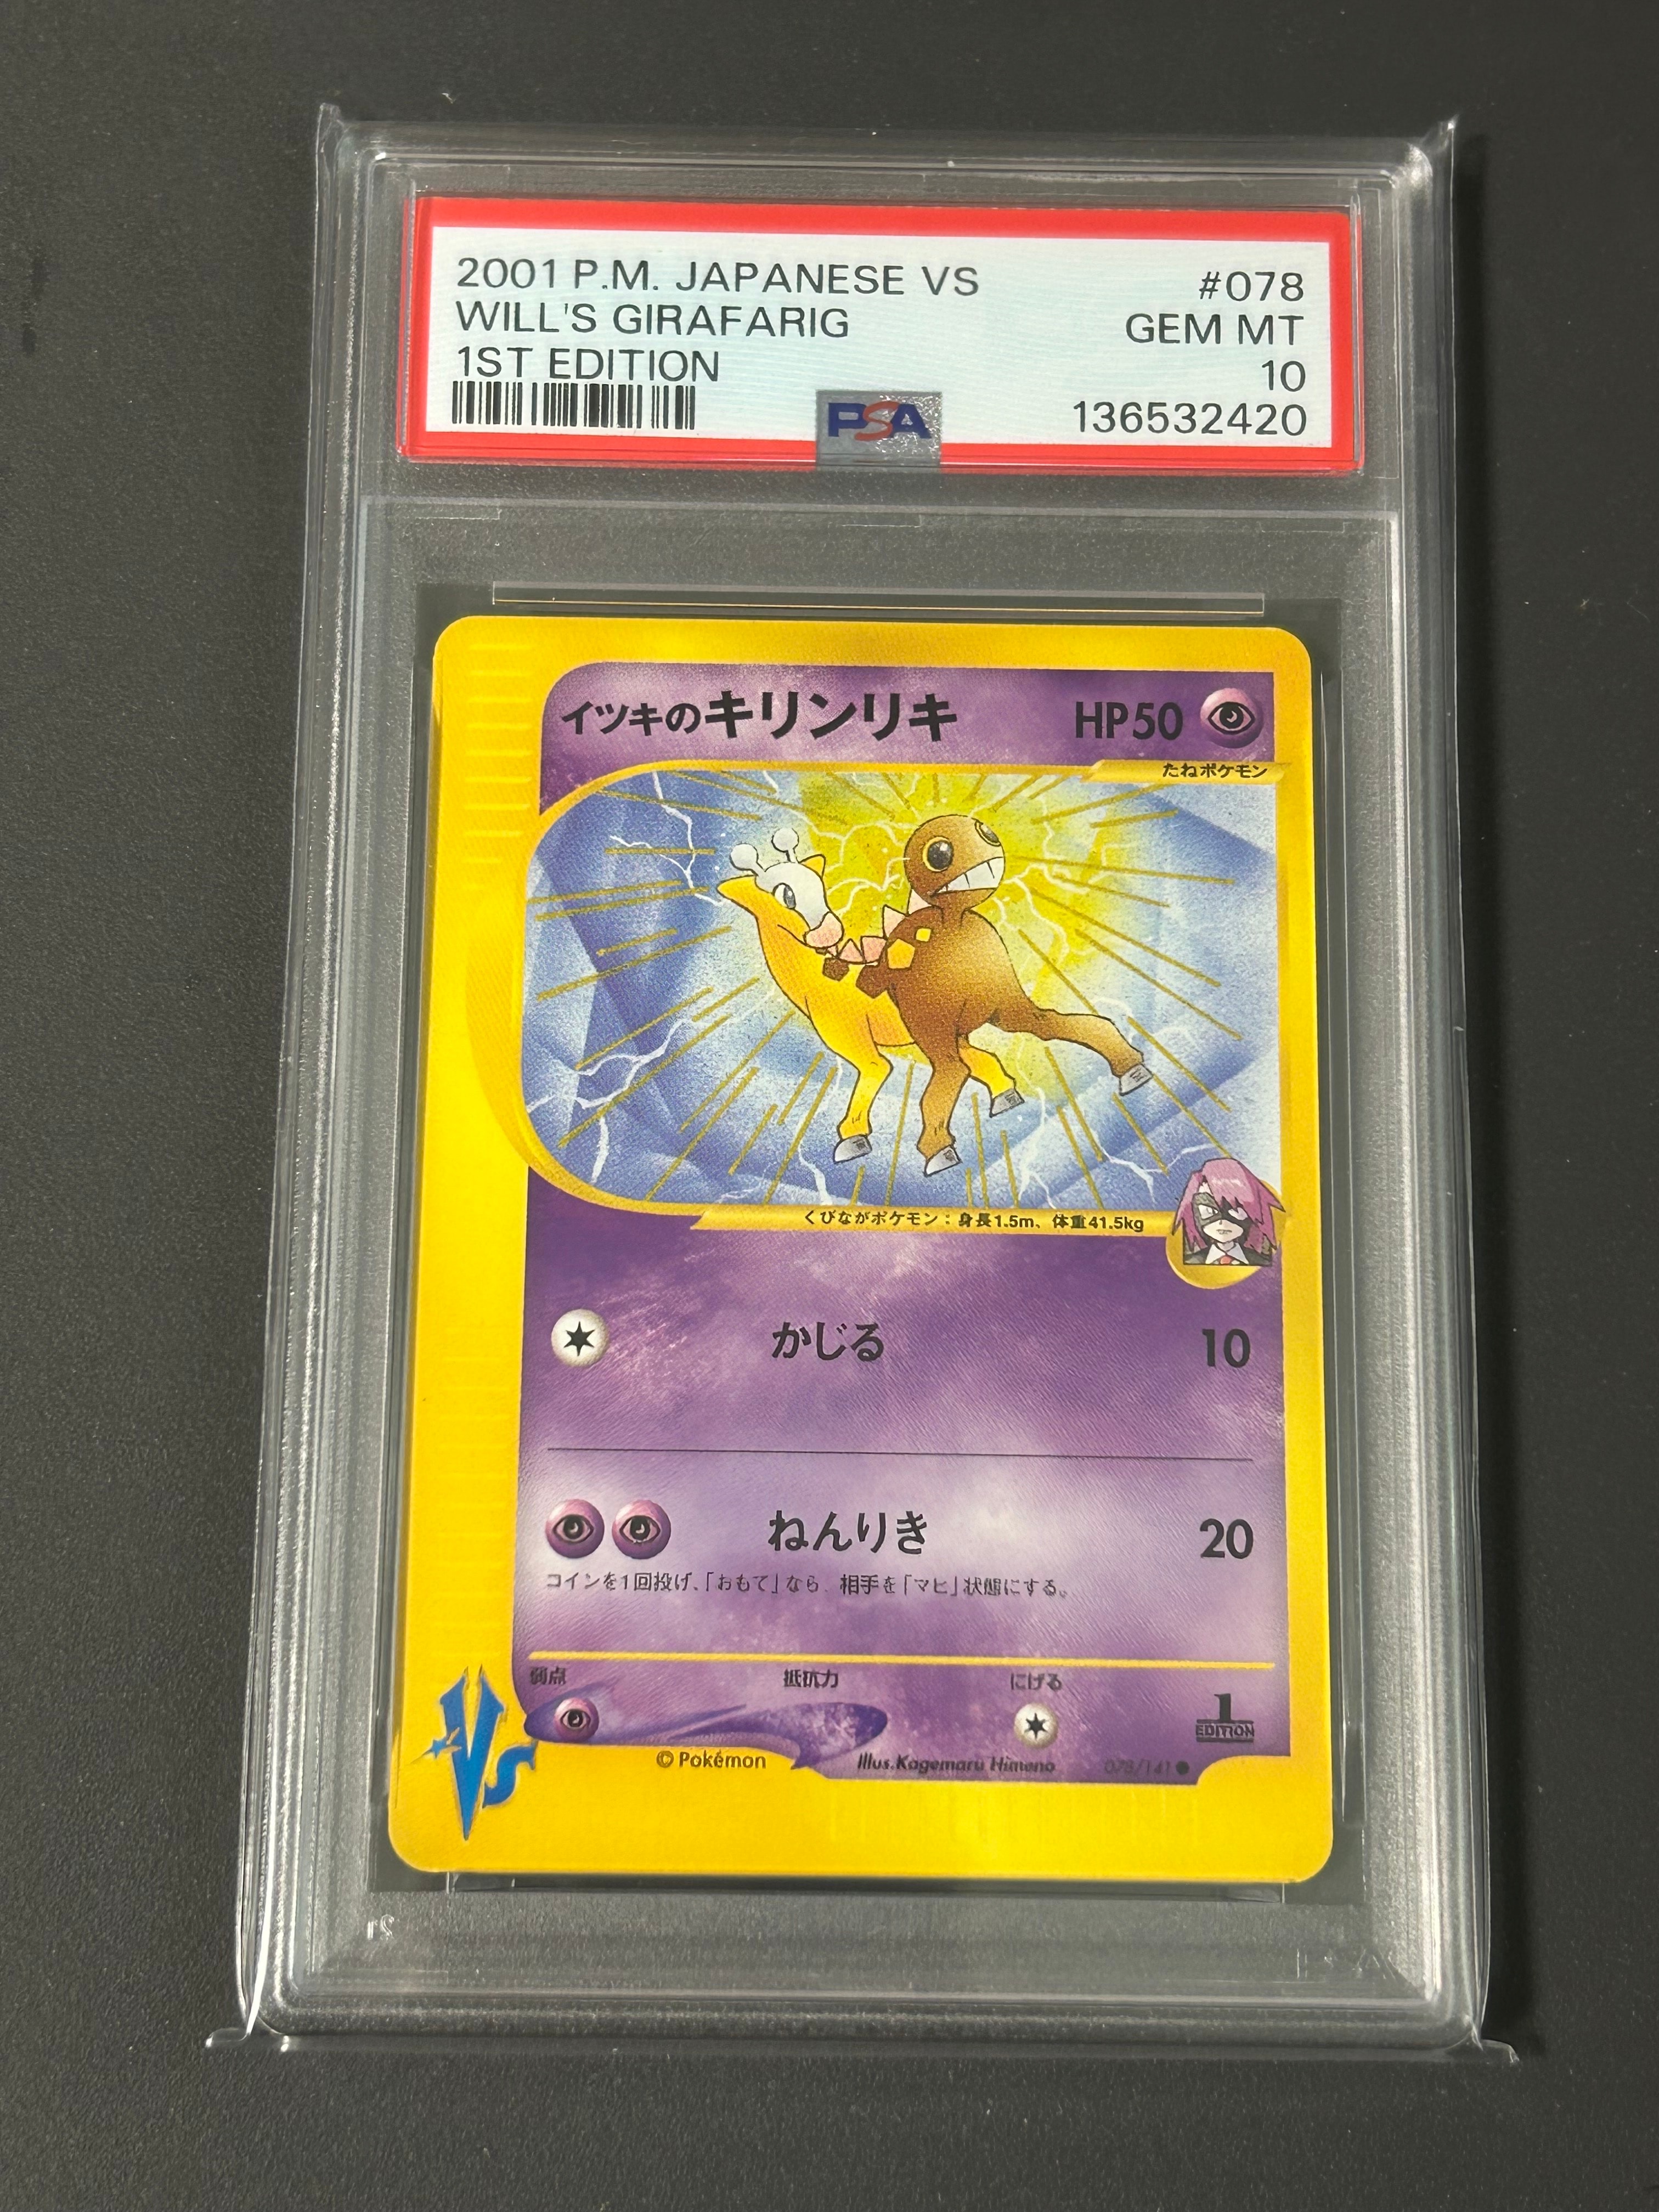 2001 P.M. JAPANESE VS #078
WILL'S GIRAFARIG GEM MT
1ST EDITION 10
PSA 136532420
イツキのキリンリキ HP50
たねポケモン
くびながポケモン：身長1.5m、体重41.5kg
かじる 10
ねんりき 20
コインを1回投げ、「おもて」なら、相手を「マヒ」状態にする。
弱点 抵抗力 にげる
1
EDITION
VS
© Pokémon Illus.Kagemaru Himeno 078/141●